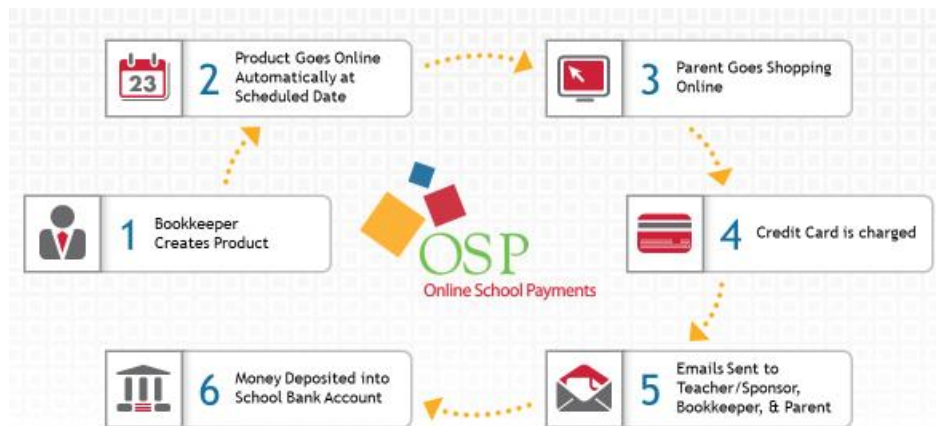 1
Bookkeeper
Creates Product
23
2
Product Goes Online
Automatically at
Scheduled Date
3
Parent Goes Shopping
Online
4
Credit Card is charged
5
Emails Sent to
Teacher/Sponsor,
Bookkeeper, & Parent
6
Money Deposited into
School Bank Account
OSP
Online School Payments